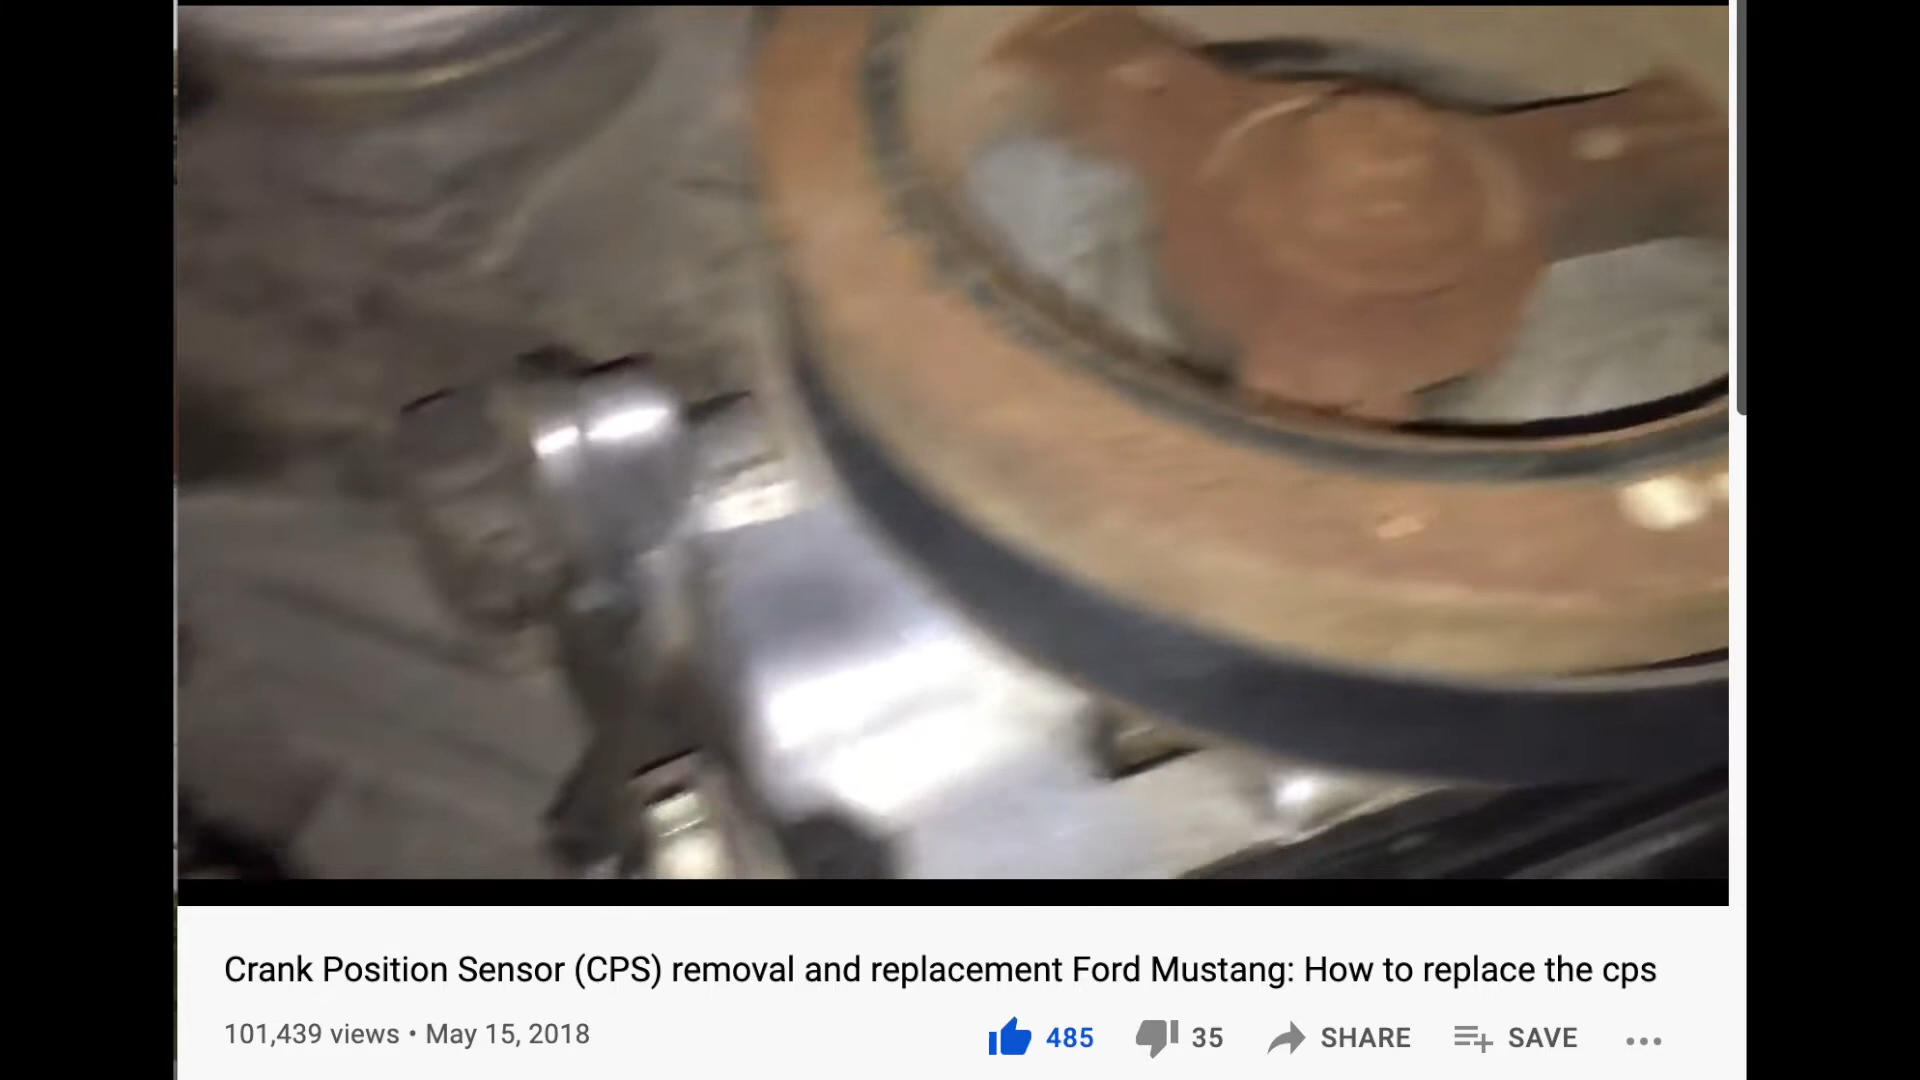 Crank Position Sensor (CPS) removal and replacement Ford Mustang: How to replace the cps
101,439 views • May 15, 2018 485 35 SHARE SAVE